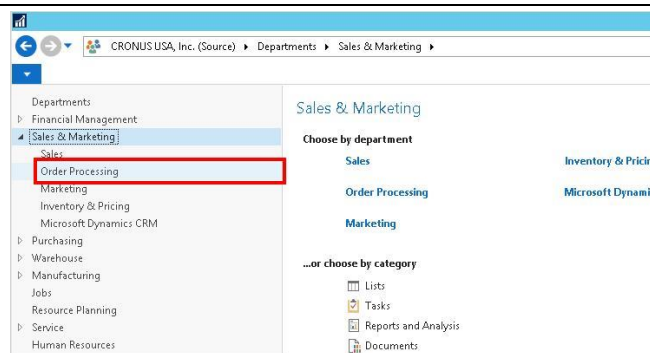 CRONUS USA, Inc. (Source) Departments Sales & Marketing
Departments
Financial Management
Sales & Marketing
Sales
Order Processing
Marketing
Inventory & Pricing
Microsoft Dynamics CRM
Purchasing
Warehouse
Manufacturing
Jobs
Resource Planning
Service
Human Resources
Sales & Marketing
Choose by department
Sales
Inventory & Pricin
Order Processing
Microsoft Dynami
Marketing
...or choose by category
Lists
Tasks
Reports and Analysis
Documents